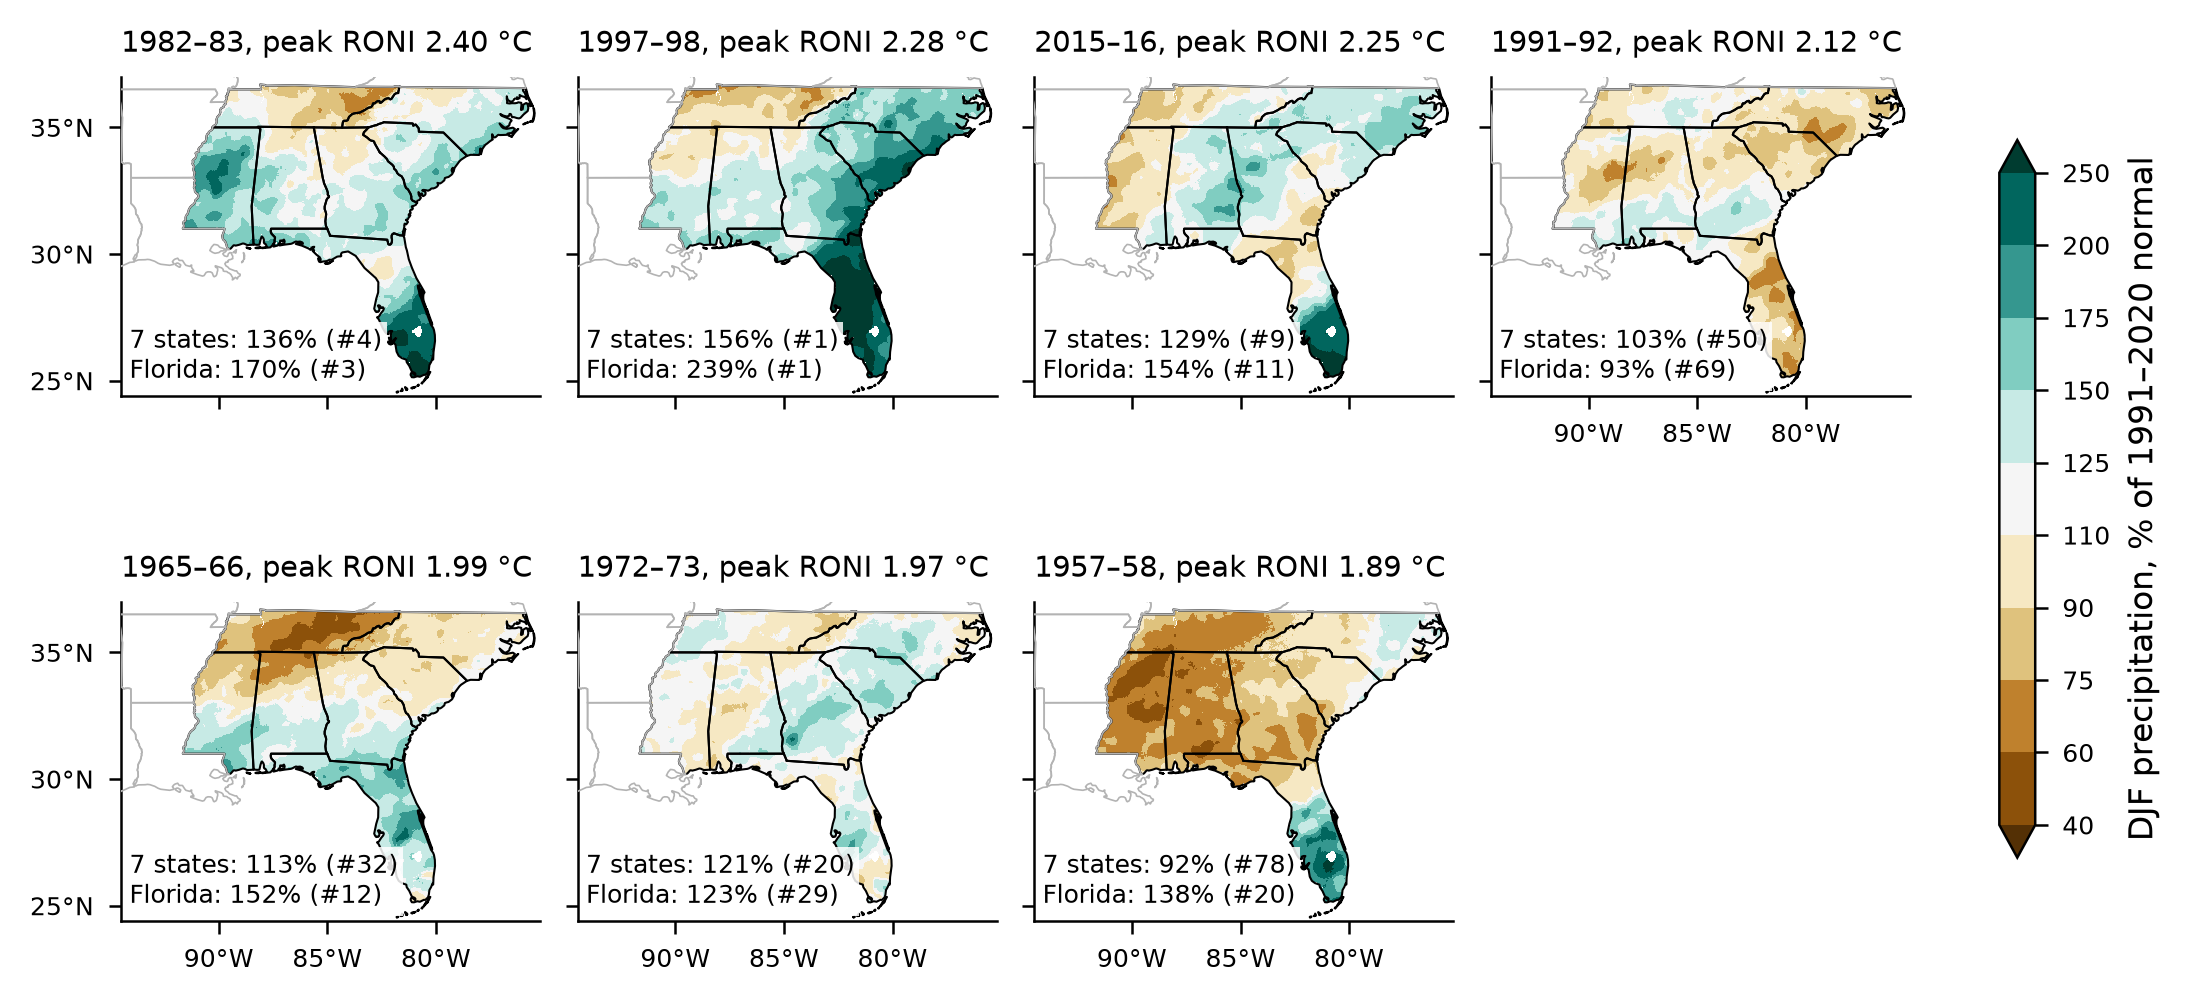 1982–83, peak RONI 2.40 °C
1997–98, peak RONI 2.28 °C
2015–16, peak RONI 2.25 °C
1991–92, peak RONI 2.12 °C
35°N
30°N
25°N
7 states: 136% (#4)
Florida: 170% (#3)
7 states: 156% (#1)
Florida: 239% (#1)
7 states: 129% (#9)
Florida: 154% (#11)
7 states: 103% (#50)
Florida: 93% (#69)
90°W
85°W
80°W
1965–66, peak RONI 1.99 °C
1972–73, peak RONI 1.97 °C
1957–58, peak RONI 1.89 °C
35°N
30°N
25°N
7 states: 113% (#32)
Florida: 152% (#12)
7 states: 121% (#20)
Florida: 123% (#29)
7 states: 92% (#78)
Florida: 138% (#20)
90°W
85°W
80°W
90°W
85°W
80°W
90°W
85°W
80°W
250
200
175
150
125
110
90
75
60
40
DJF precipitation, % of 1991–2020 normal